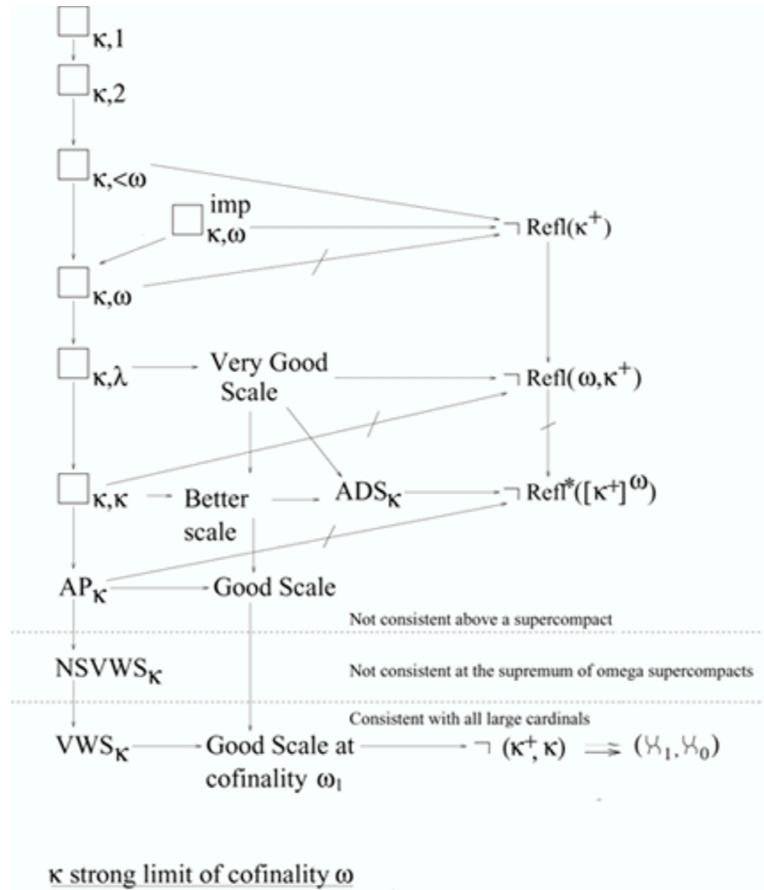 □κ,1
□κ,2
□κ,<ω
□ imp κ,ω
¬ Refl(κ⁺)
□κ,ω
□κ,λ
Very Good
Scale
¬ Refl(ω,κ⁺)
□κ,κ
Better
scale
ADSκ
¬ Refl*([κ⁺]ω)
APκ
Good Scale
Not consistent above a supercompact
NSVWSκ
Not consistent at the supremum of omega supercompacts
Consistent with all large cardinals
VWSκ
Good Scale at
cofinality ω₁
¬ (κ⁺, κ) ⇒ (ℵ₁,ℵ₀)
κ strong limit of cofinality ω